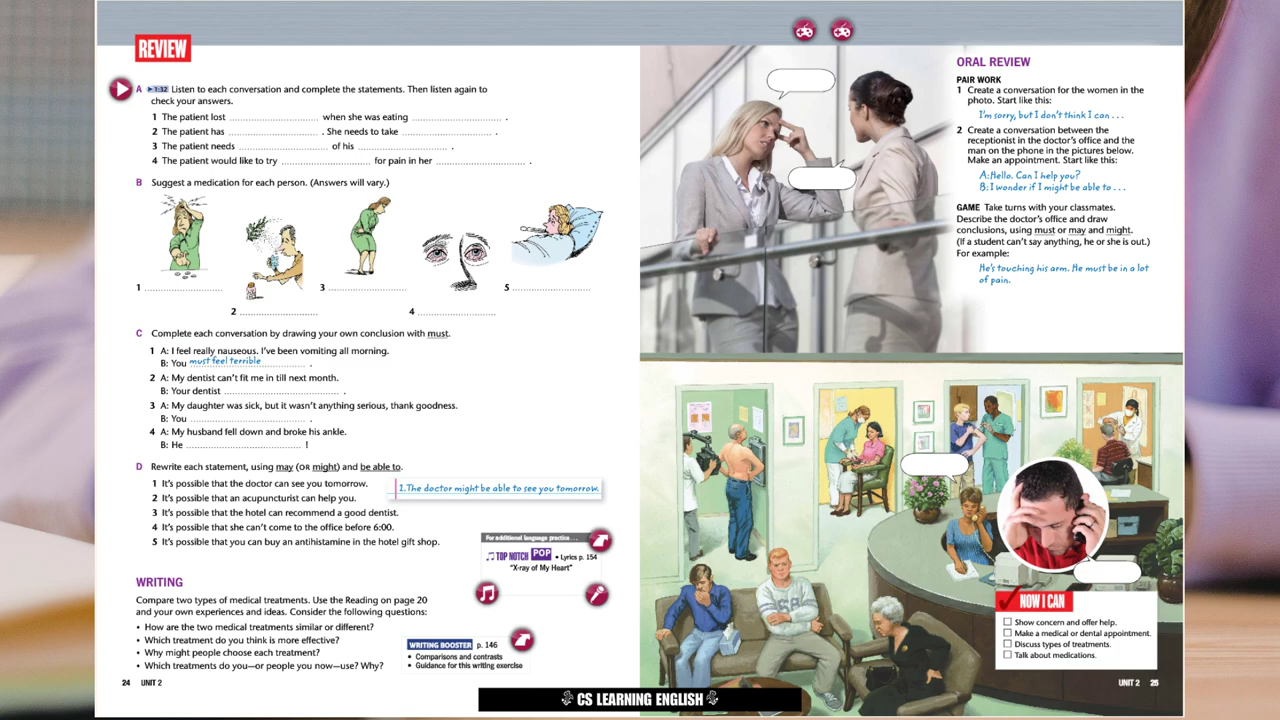 REVIEW
A 1:32 Listen to each conversation and complete the statements. Then listen again to
check your answers.
1 The patient lost .............................. when she was eating .............................. .
2 The patient has .............................. . She needs to take .............................. .
3 The patient needs .............................. of his .............................. .
4 The patient would like to try .............................. for pain in her .............................. .
B Suggest a medication for each person. (Answers will vary.)
1 ..........................
2 ..........................
3 ..........................
4 ..........................
5 ..........................
C Complete each conversation by drawing your own conclusion with must.
1 A: I feel really nauseous. I've been vomiting all morning.
B: You must feel terrible .
2 A: My dentist can't fit me in till next month.
B: Your dentist .............................. .
3 A: My daughter was sick, but it wasn't anything serious, thank goodness.
B: You .............................. .
4 A: My husband fell down and broke his ankle.
B: He .............................. !
D Rewrite each statement, using may (OR might) and be able to.
1 It's possible that the doctor can see you tomorrow.
1.The doctor might be able to see you tomorrow.
2 It's possible that an acupuncturist can help you.
3 It's possible that the hotel can recommend a good dentist.
4 It's possible that she can't come to the office before 6:00.
5 It's possible that you can buy an antihistamine in the hotel gift shop.
For additional language practice . . .
TOP NOTCH POP • Lyrics p. 154
"X-ray of My Heart"
WRITING
Compare two types of medical treatments. Use the Reading on page 20
and your own experiences and ideas. Consider the following questions:
• How are the two medical treatments similar or different?
• Which treatment do you think is more effective?
• Why might people choose each treatment?
• Which treatments do you—or people you now—use? Why?
WRITING BOOSTER p. 146
• Comparisons and contrasts
• Guidance for this writing exercise
24 UNIT 2
ORAL REVIEW
PAIR WORK
1 Create a conversation for the women in the
photo. Start like this:
I'm sorry, but I don't think I can . . .
2 Create a conversation between the
receptionist in the doctor's office and the
man on the phone in the pictures below.
Make an appointment. Start like this:
A:Hello. Can I help you?
B:I wonder if I might be able to . . .
GAME Take turns with your classmates.
Describe the doctor's office and draw
conclusions, using must or may and might.
(If a student can't say anything, he or she is out.)
For example:
He's touching his arm. He must be in a lot
of pain.
NOW I CAN
Show concern and offer help.
Make a medical or dental appointment.
Discuss types of treatments.
Talk about medications.
UNIT 2 25
CS LEARNING ENGLISH